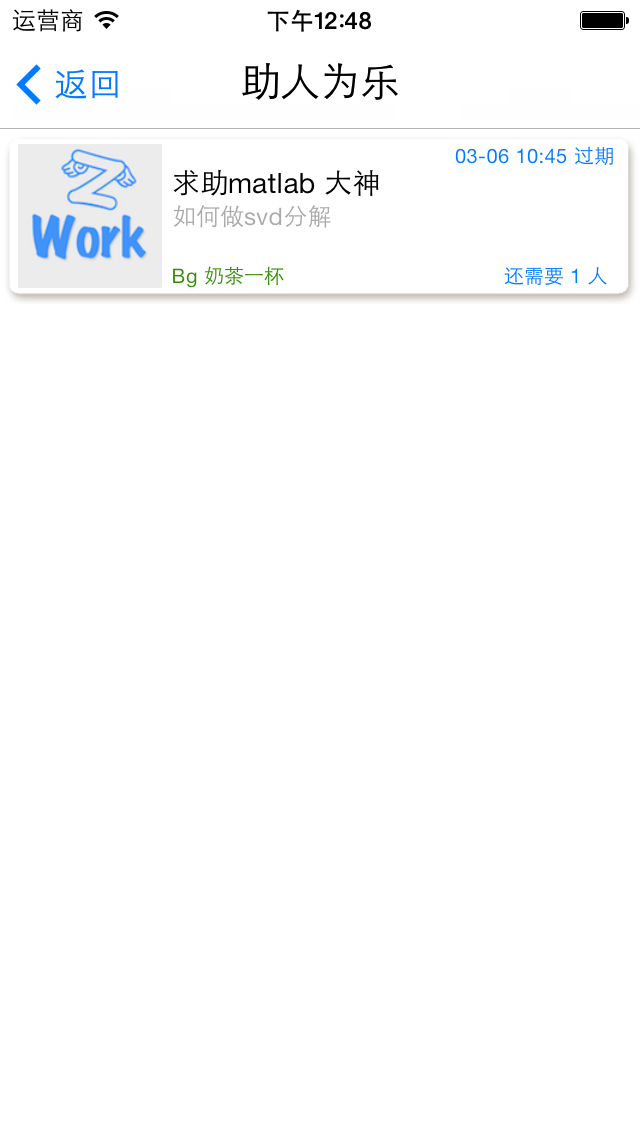 运营商 下午12:48
返回 助人为乐
03-06 10:45 过期
求助matlab 大神
如何做svd分解
Z
Work
Bg 奶茶一杯 还需要 1 人